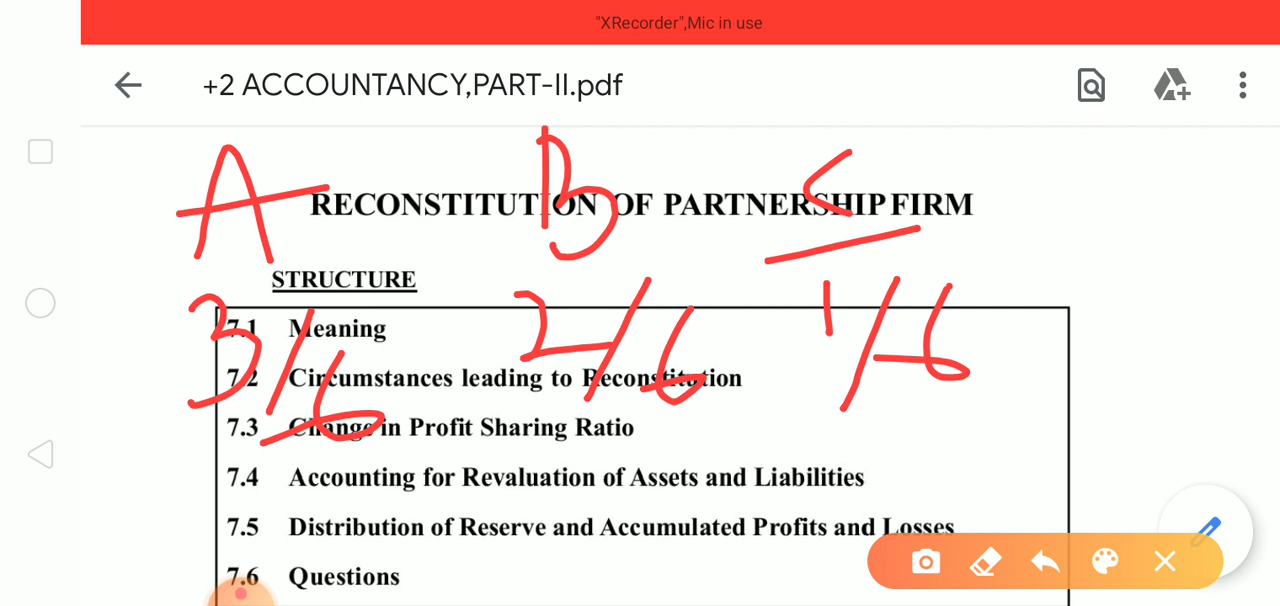 "XRecorder",Mic in use
+2 ACCOUNTANCY,PART-II.pdf
A B C
RECONSTITUTION OF PARTNERSHIP FIRM
STRUCTURE
3/6 2/6 1/6
7.1 Meaning
7.2 Circumstances leading to Reconstitution
7.3 Change in Profit Sharing Ratio
7.4 Accounting for Revaluation of Assets and Liabilities
7.5 Distribution of Reserve and Accumulated Profits and Losses
7.6 Questions